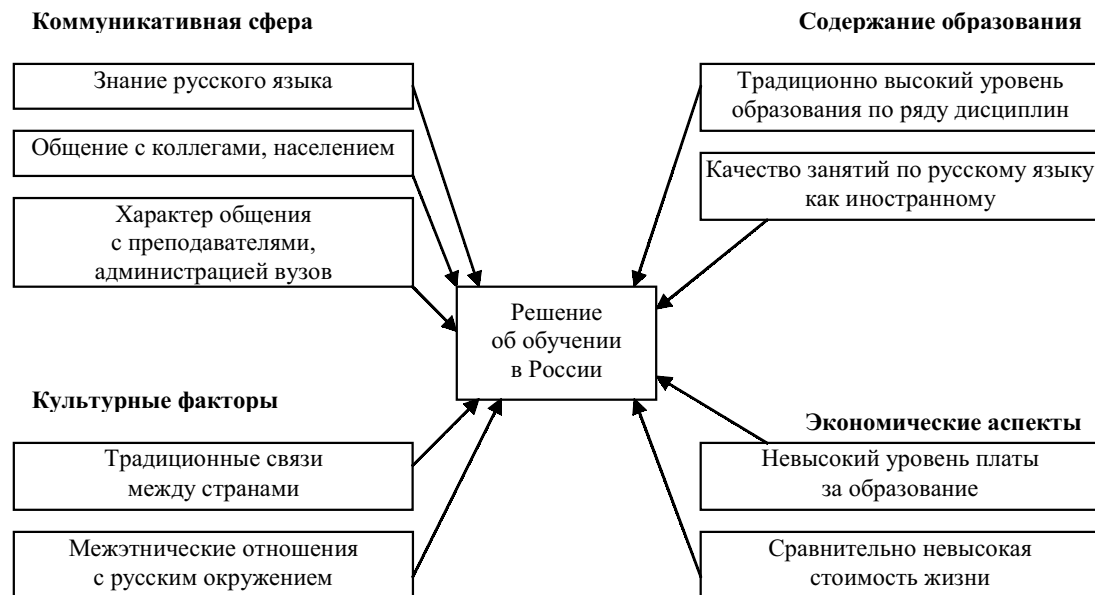 Коммуникативная сфера
Знание русского языка
Общение с коллегами, населением
Характер общения
с преподавателями,
администрацией вузов
Содержание образования
Традиционно высокий уровень
образования по ряду дисциплин
Качество занятий по русскому языку
как иностранному
Решение
об обучении
в России
Культурные факторы
Традиционные связи
между странами
Межэтнические отношения
с русским окружением
Экономические аспекты
Невысокий уровень платы
за образование
Сравнительно невысокая
стоимость жизни